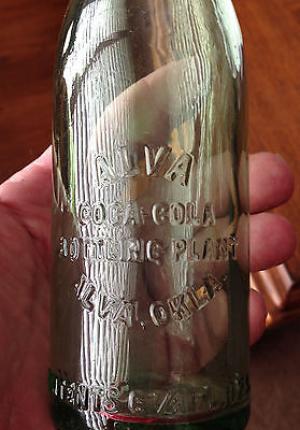 ALVA
COCA-COLA
BOTTLING PLANT
ALVA, OKLA.